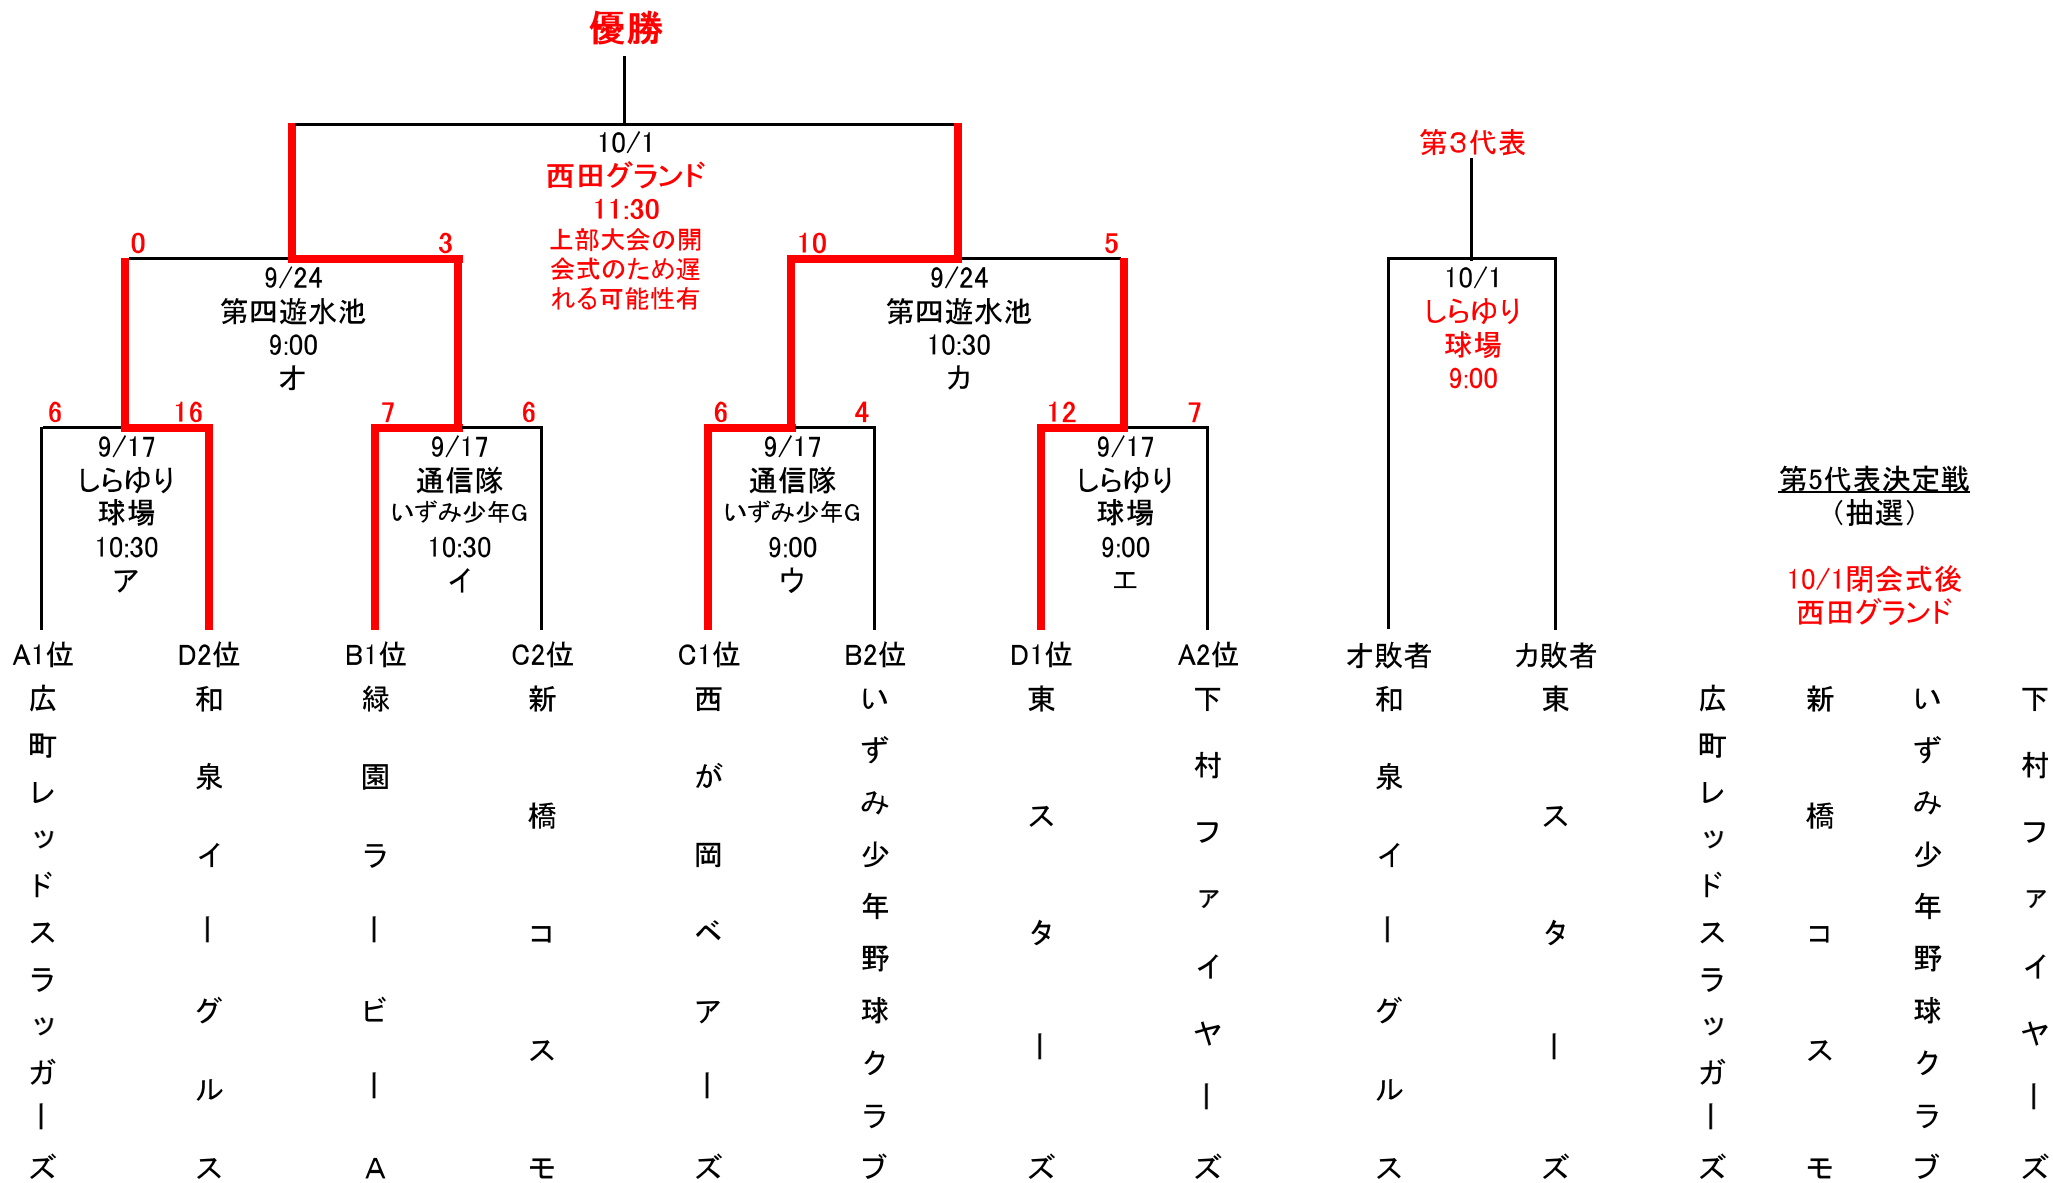 優勝
10/1
西田グランド
11:30
上部大会の開
会式のため遅
れる可能性有
第3代表
0
3
10
5
9/24
第四遊水池
9:00
オ
9/24
第四遊水池
10:30
カ
10/1
しらゆり
球場
9:00
6
16
7
6
6
4
12
7
9/17
しらゆり
球場
10:30
ア
9/17
通信隊
いずみ少年G
10:30
イ
9/17
通信隊
いずみ少年G
9:00
ウ
9/17
しらゆり
球場
9:00
エ
第5代表決定戦
（抽選）
10/1閉会式後
西田グランド
A1位
D2位
B1位
C2位
C1位
B2位
D1位
A2位
オ敗者
カ敗者
広町レッドスラッガーズ
和泉イーグルス
緑園ラービーA
新橋コスモ
西が岡ベアーズ
いずみ少年野球クラブ
東スターズ
下村ファイヤーズ
和泉イーグルス
東スターズ
広町レッドスラッガーズ
新橋コスモ
いずみ少年野球クラブ
下村ファイヤーズ